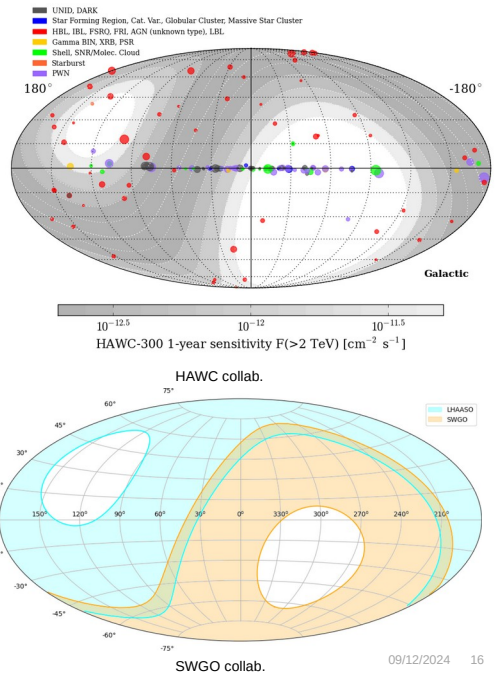 UNID, DARK
Star Forming Region, Cat. Var., Globular Cluster, Massive Star Cluster
HBL, IBL, FSRQ, FRI, AGN (unknown type), LBL
Gamma BIN, XRB, PSR
Shell, SNR/Molec. Cloud
Starburst
PWN
180° -180°
Galactic
10^-12.5 10^-12 10^-11.5
HAWC-300 1-year sensitivity F(>2 TeV) [cm^-2 s^-1]
HAWC collab.
75°
60°
45°
30°
LHAASO
SWGO
150° 120° 90° 60° 30° 0° 330° 300° 270° 240° 210°
-30°
-45°
-60°
-75°
SWGO collab.
09/12/2024 16